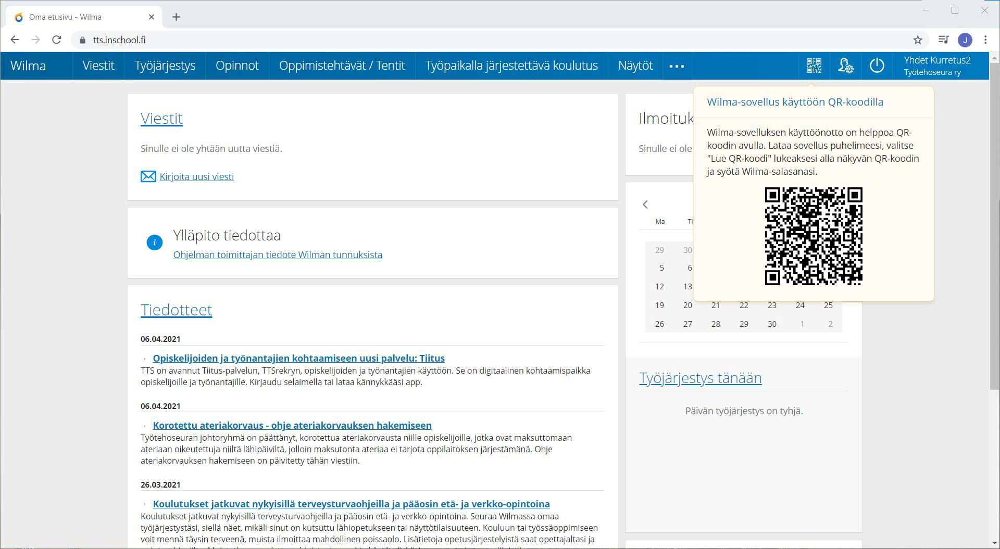 Oma etusivu - Wilma
tts.inschool.fi
J
Wilma
Viestit
Työjärjestys
Opinnot
Oppimistehtävät / Tentit
Työpaikalla järjestettävä koulutus
Näytöt
Yhdet Kurretus2
Työtehoseura ry
Viestit
Sinulle ei ole yhtään uutta viestiä.
Kirjoita uusi viesti
Ylläpito tiedottaa
Ohjelman toimittajan tiedote Wilman tunnuksista
Tiedotteet
06.04.2021
Opiskelijoiden ja työnantajien kohtaamiseen uusi palvelu: Tiitus
TTS on avannut Tiitus-palvelun, TTSrekryn, opiskelijoiden ja työnantajien käyttöön. Se on digitaalinen kohtaamispaikka
opiskelijoille ja työnantajille. Kirjaudu selaimella tai lataa kännykkääsi app.
06.04.2021
Korotettu ateriakorvaus - ohje ateriakorvauksen hakemiseen
Työtehoseuran johtoryhmä on päättänyt, korotettua ateriakorvausta niille opiskelijoille, jotka ovat maksuttomaan
ateriaan oikeutettuja niiltä lähipäiviltä, jolloin maksutonta ateriaa ei tarjota oppilaitoksen järjestämänä. Ohje
ateriakorvauksen hakemiseen on päivitetty tähän viestiin.
26.03.2021
Koulutukset jatkuvat nykyisillä terveysturvaohjeilla ja pääosin etä- ja verkko-opintoina
Koulutukset jatkuvat nykyisillä terveysturvaohjeilla ja pääosin etä- ja verkko-opintoina. Seuraa Wilmassa omaa
työjärjestystäsi, siellä näet, mikäli sinut on kutsuttu lähiopetukseen tai näyttötilaisuuteen. Kouluun tai työssäoppimiseen
voit mennä täysin terveenä, muista ilmoittaa mahdollinen poissaolo. Lisätietoja opetusjärjestelyistä saat opettajaltasi ja
Ilmoituk
Sinulle ei ole
Wilma-sovellus käyttöön QR-koodilla
Wilma-sovelluksen käyttöönotto on helppoa QR-
koodin avulla. Lataa sovellus puhelimeesi, valitse
"Lue QR-koodi" lukeaksesi alla näkyvän QR-koodin
ja syötä Wilma-salasanasi.
Ma Ti
29 30
5 6
12 13
19 20 21 22 23 24 25
26 27 28 29 30 1 2
Työjärjestys tänään
Päivän työjärjestys on tyhjä.